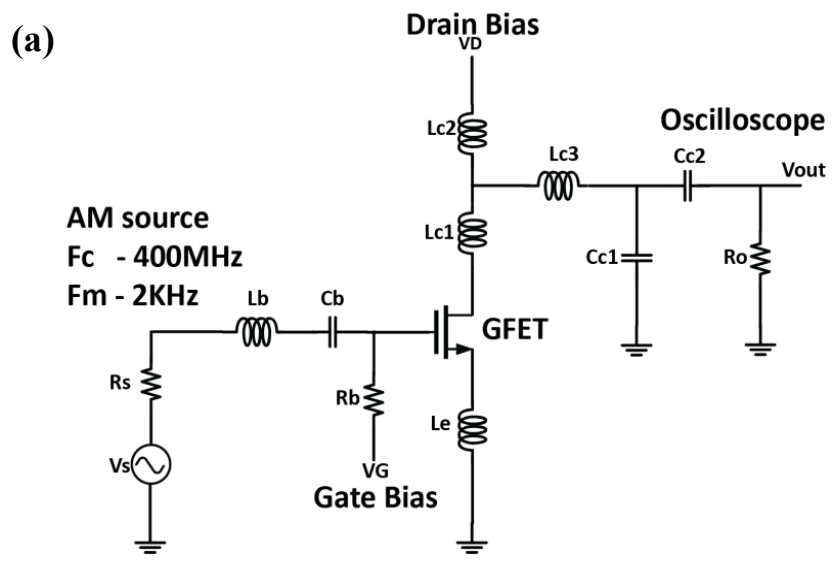 (a)
Drain Bias
VD
Lc2
Oscilloscope
Lc3
Cc2
Vout
AM source
Fc - 400MHz
Fm - 2KHz
Lc1
Cc1
Ro
Lb
Cb
GFET
Rs
Rb
Le
Vs
VG
Gate Bias